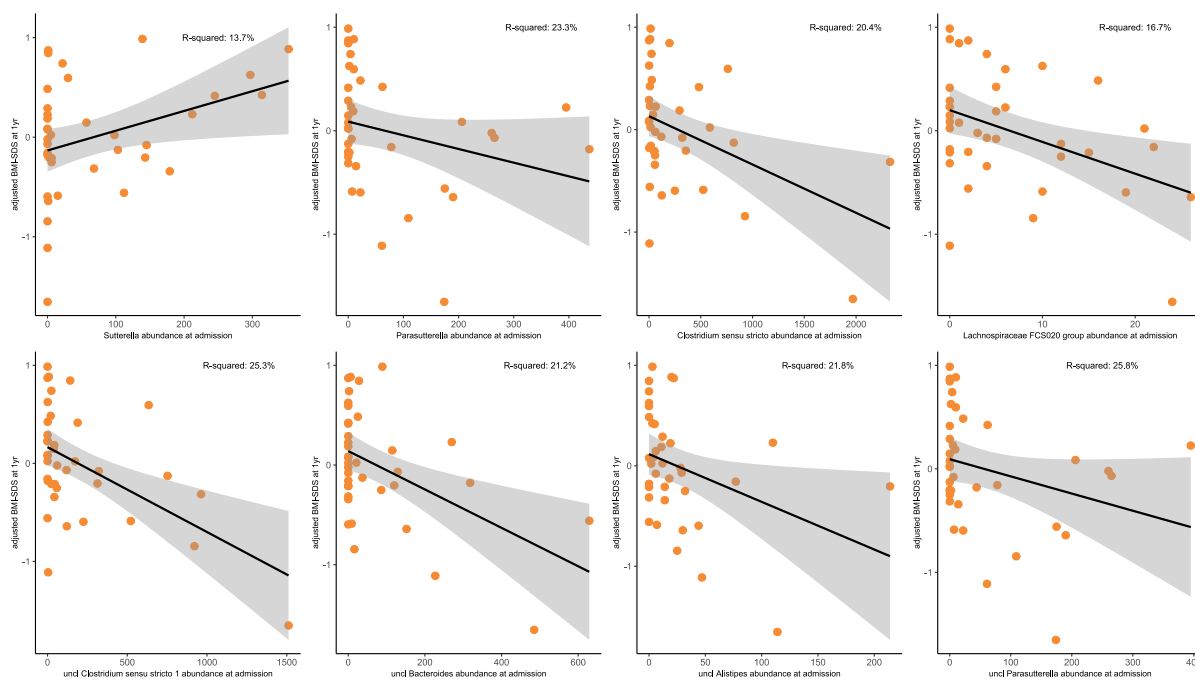 R-squared: 13.7%
adjusted BMI-SDS at 1yr
1
0
-1
0
100
200
300
Sutterella abundance at admission
R-squared: 23.3%
adjusted BMI-SDS at 1yr
1
0
-1
0
100
200
300
400
Parasutterella abundance at admission
R-squared: 20.4%
adjusted BMI-SDS at 1yr
1
0
-1
0
500
1000
1500
2000
Clostridium sensu stricto abundance at admission
R-squared: 16.7%
adjusted BMI-SDS at 1yr
1
0
-1
0
10
20
Lachnospiraceae FCS020 group abundance at admission
R-squared: 25.3%
adjusted BMI-SDS at 1yr
1
0
-1
0
500
1000
1500
uncl Clostridium sensu stricto 1 abundance at admission
R-squared: 21.2%
adjusted BMI-SDS at 1yr
1
0
-1
0
200
400
600
uncl Bacteroides abundance at admission
R-squared: 21.8%
adjusted BMI-SDS at 1yr
1
0
-1
0
50
100
150
200
uncl Alistipes abundance at admission
R-squared: 25.8%
adjusted BMI-SDS at 1yr
1
0
-1
0
100
200
300
uncl Parasutterella abundance at admission